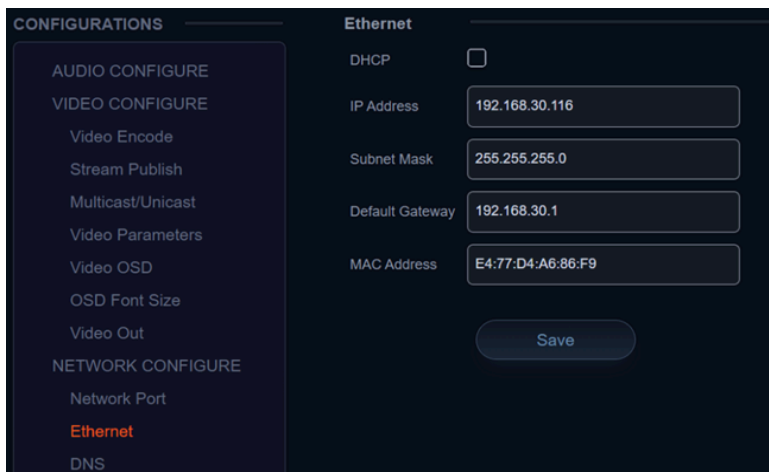 CONFIGURATIONS
AUDIO CONFIGURE
VIDEO CONFIGURE
Video Encode
Stream Publish
Multicast/Unicast
Video Parameters
Video OSD
OSD Font Size
Video Out
NETWORK CONFIGURE
Network Port
Ethernet
DNS
Ethernet
DHCP
IP Address 192.168.30.116
Subnet Mask 255.255.255.0
Default Gateway 192.168.30.1
MAC Address E4:77:D4:A6:86:F9
Save